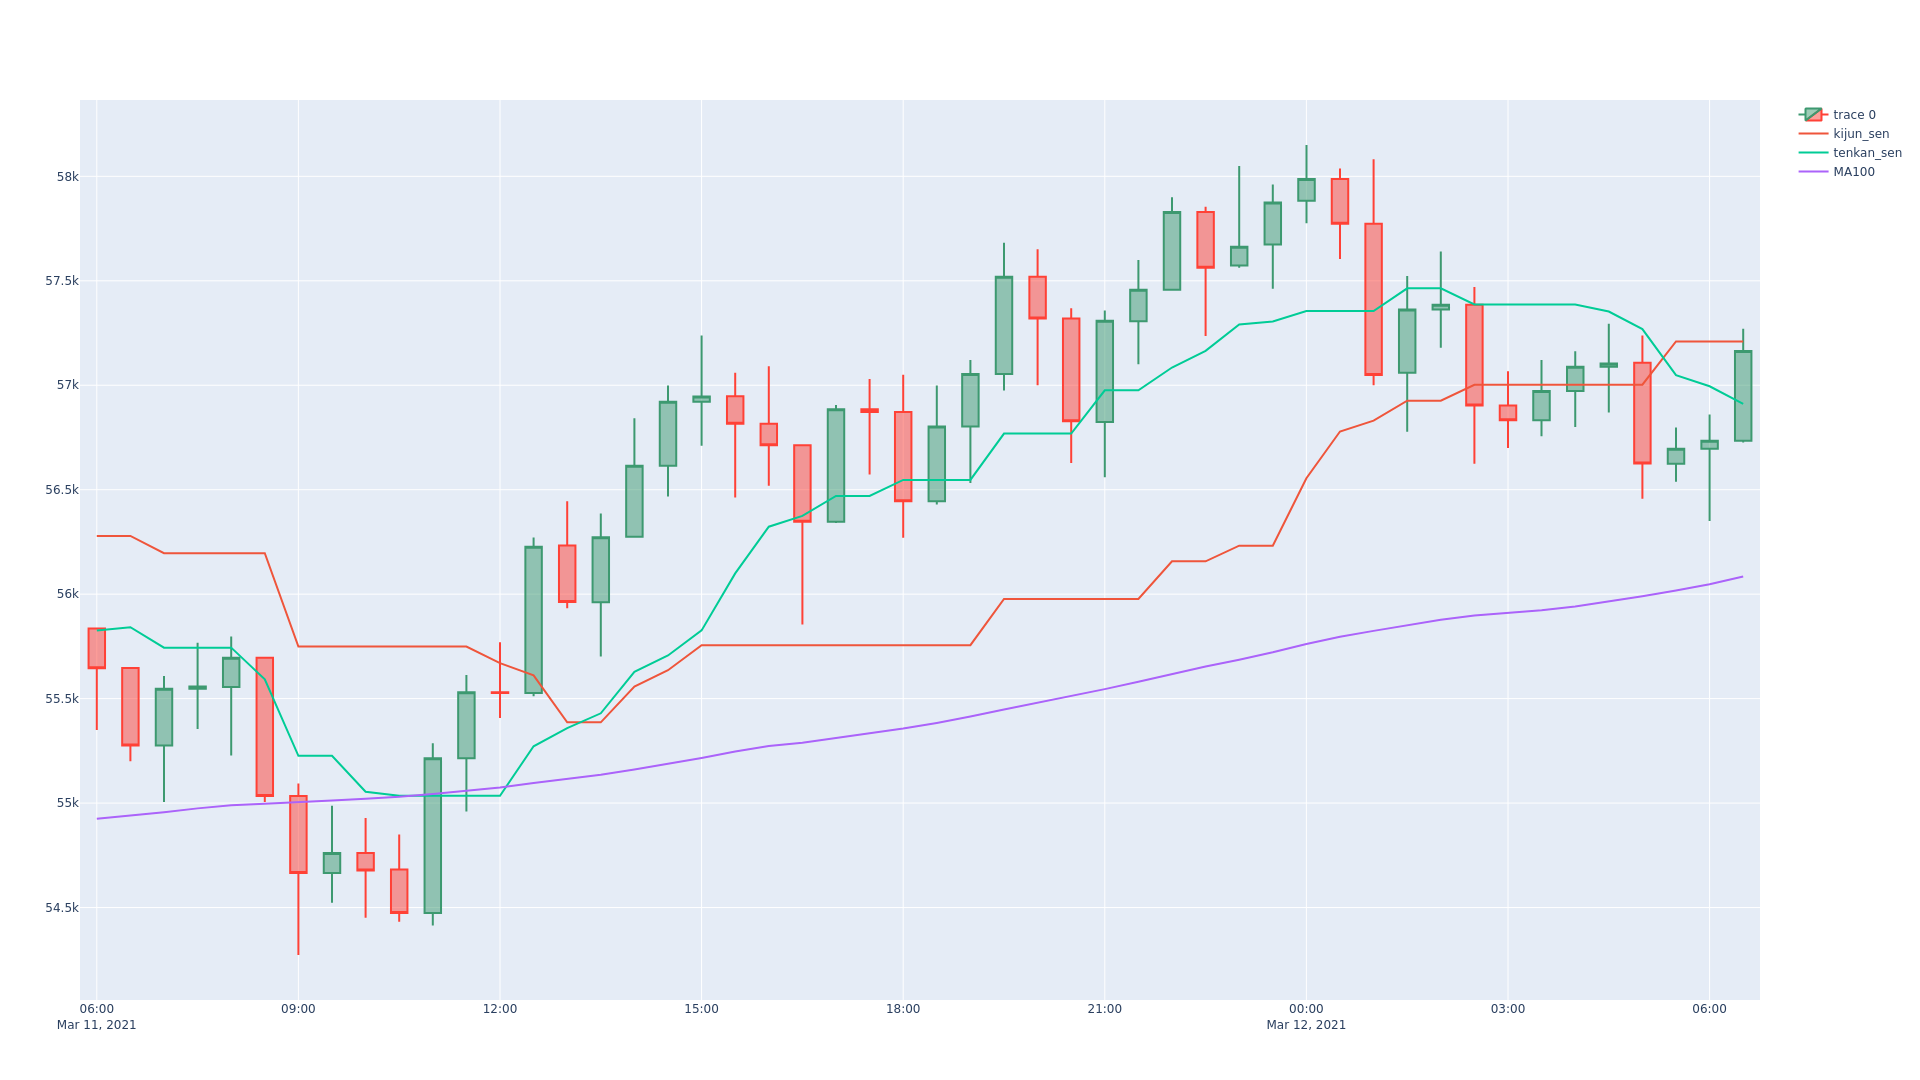 trace 0
kijun_sen
tenkan_sen
MA100
58k
57.5k
57k
56.5k
56k
55.5k
55k
54.5k
06:00 09:00 12:00 15:00 18:00 21:00 00:00 03:00 06:00
Mar 11, 2021 Mar 12, 2021